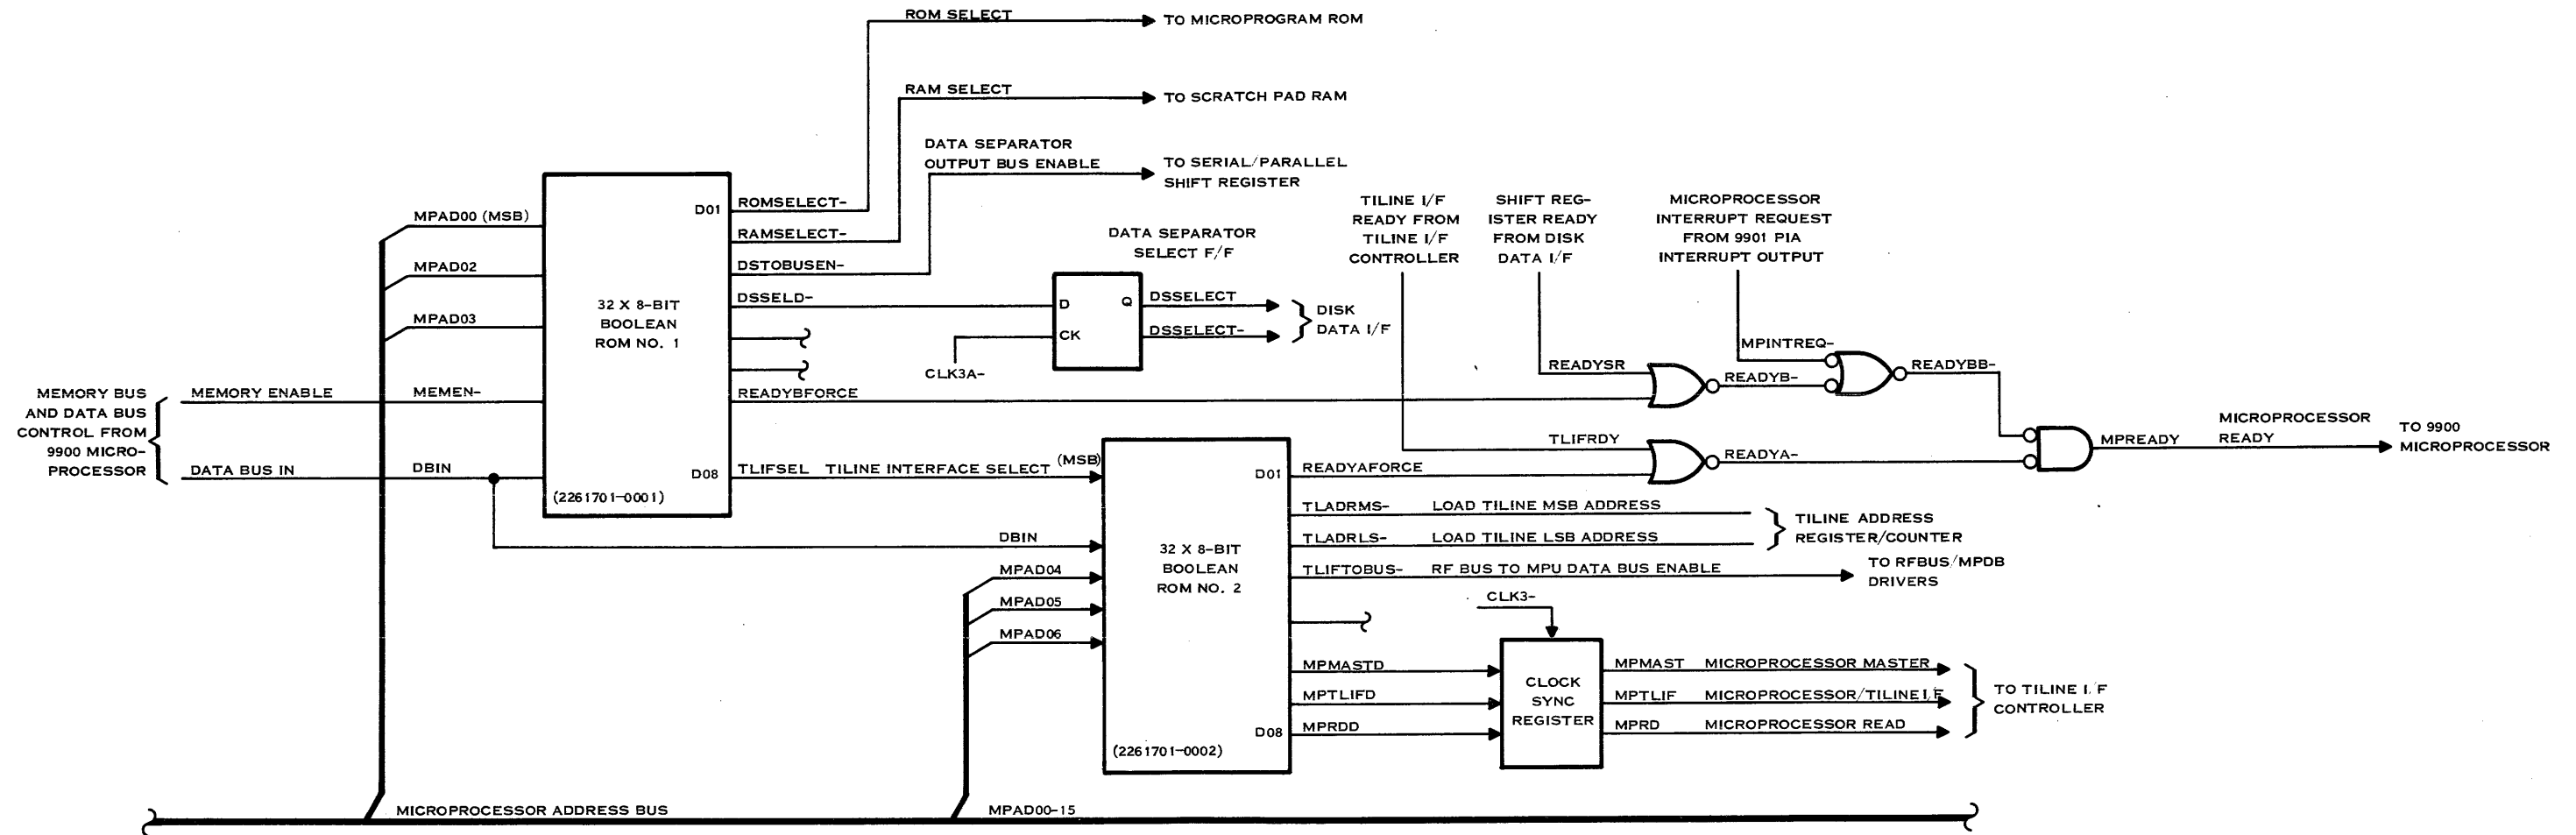 ROM SELECT
TO MICROPROGRAM ROM
RAM SELECT
TO SCRATCH PAD RAM
DATA SEPARATOR
OUTPUT BUS ENABLE
TO SERIAL/PARALLEL
SHIFT REGISTER
MPAD00 (MSB)
MPAD02
MPAD03
MEMORY BUS
AND DATA BUS
CONTROL FROM
9900 MICRO-
PROCESSOR
MEMORY ENABLE
MEMEN-
DATA BUS IN
DBIN
32 X 8-BIT
BOOLEAN
ROM NO. 1
(2261701-0001)
D01
D08
ROMSELECT-
RAMSELECT-
DSTOBUSEN-
DSSELD-
READYBFORCE
TLIFSEL
TILINE INTERFACE SELECT
(MSB)
DATA SEPARATOR
SELECT F/F
D
Q
CK
CLK3A-
DSSELECT
DSSELECT-
DISK
DATA I/F
TILINE I/F
READY FROM
TILINE I/F
CONTROLLER
SHIFT REG-
ISTER READY
FROM DISK
DATA I/F
MICROPROCESSOR
INTERRUPT REQUEST
FROM 9901 PIA
INTERRUPT OUTPUT
MPINTREQ-
READYSR
READYB-
READYBB-
TLIFRDY
READYA-
MPREADY
MICROPROCESSOR
READY
TO 9900
MICROPROCESSOR
DBIN
MPAD04
MPAD05
MPAD06
32 X 8-BIT
BOOLEAN
ROM NO. 2
(2261701-0002)
D01
D08
READYAFORCE
TLADRMS-
LOAD TILINE MSB ADDRESS
TLADRLS-
LOAD TILINE LSB ADDRESS
TILINE ADDRESS
REGISTER/COUNTER
TLIFTOBUS-
RF BUS TO MPU DATA BUS ENABLE
TO RFBUS/MPDB
DRIVERS
CLK3-
MPMASTD
MPTLIFD
MPRDD
CLOCK
SYNC
REGISTER
MPMAST
MICROPROCESSOR MASTER
MPTLIF
MICROPROCESSOR/TILINE I/F
MPRD
MICROPROCESSOR READ
TO TILINE I/F
CONTROLLER
MICROPROCESSOR ADDRESS BUS
MPAD00-15